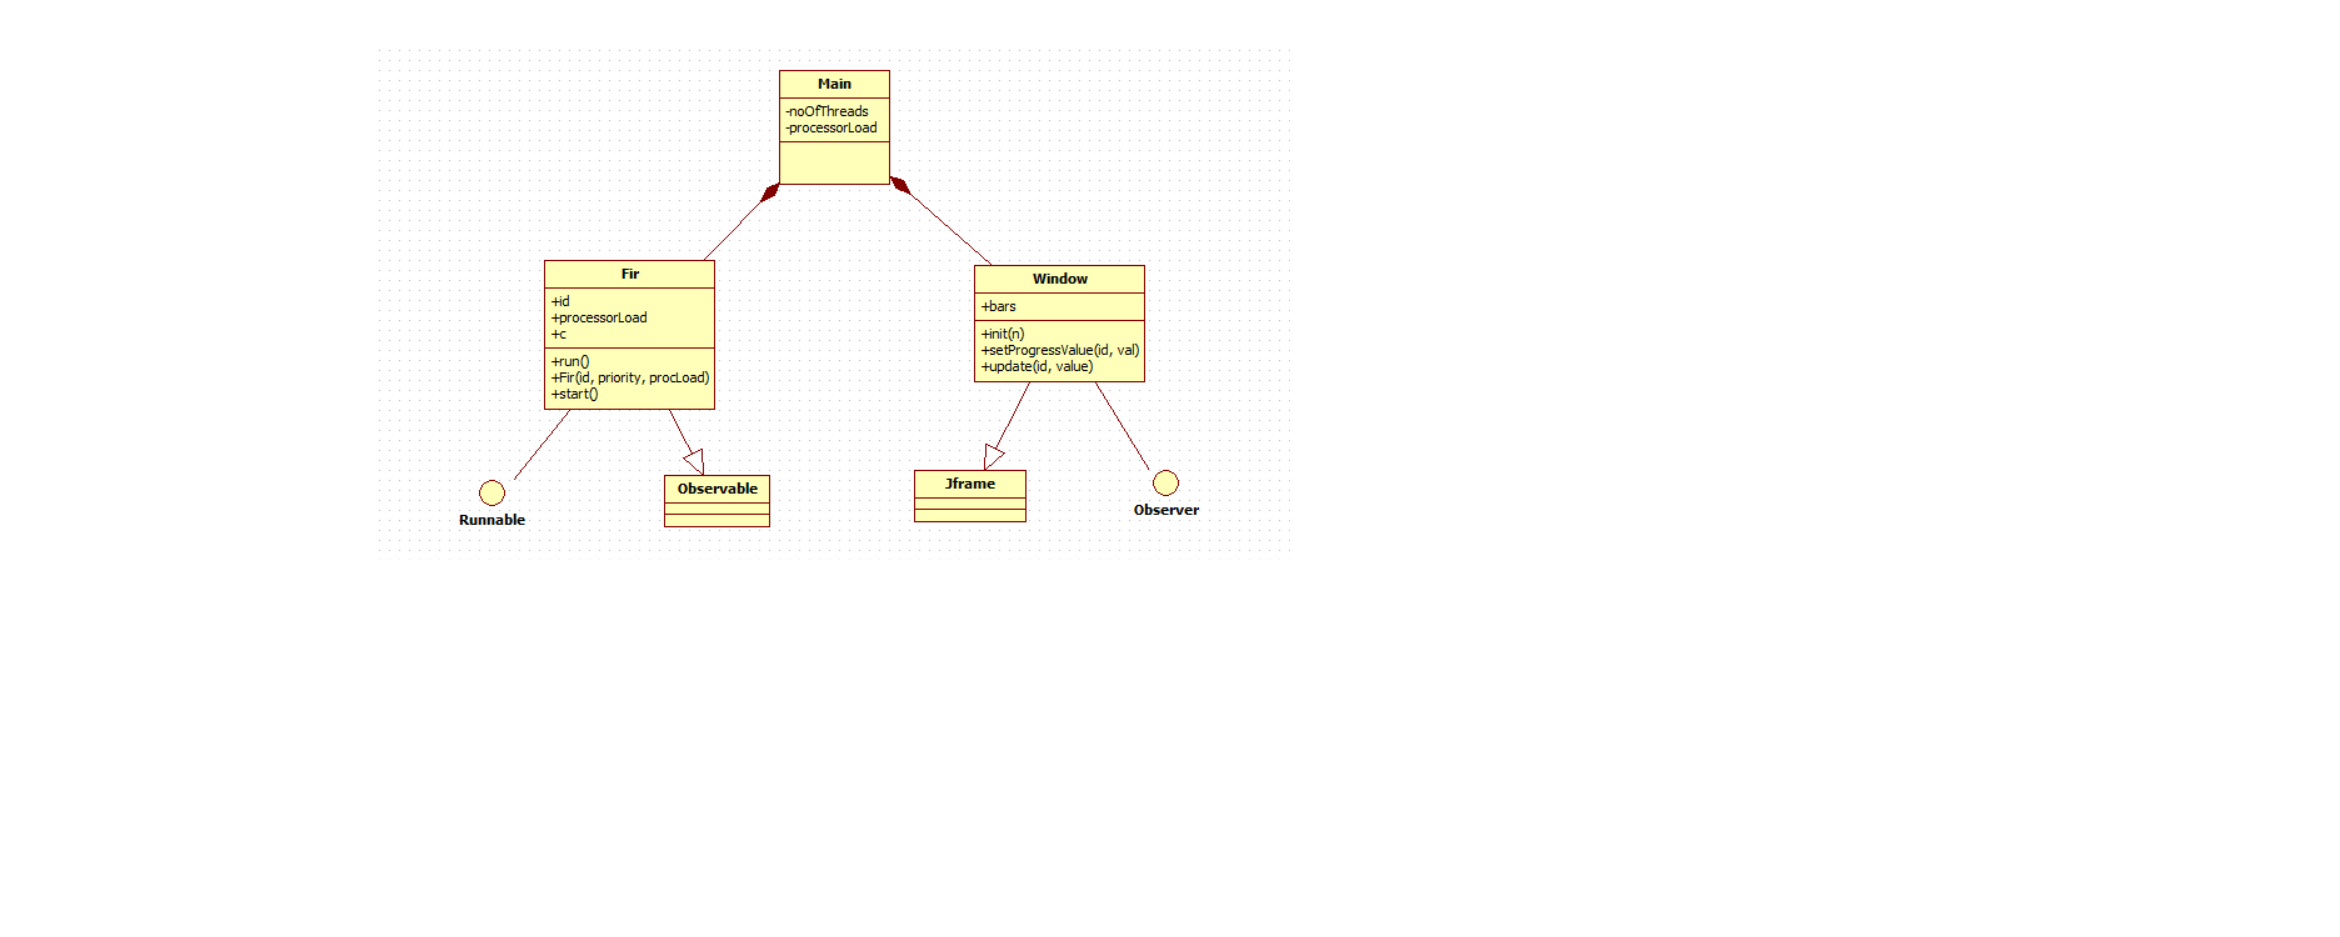 Main
-noOfThreads
-processorLoad
Fir
+id
+processorLoad
+c
+run()
+Fir(id, priority, procLoad)
+start()
Window
+bars
+init(n)
+setProgressValue(id, val)
+update(id, value)
Runnable
Observable
Jframe
Observer